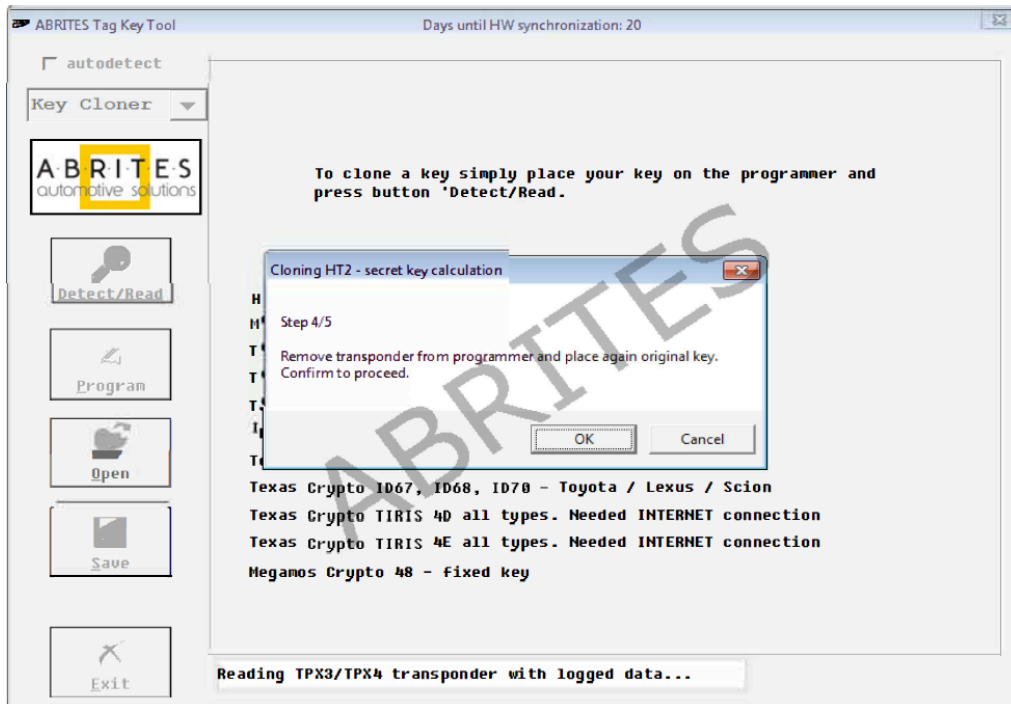 ABRITES Tag Key Tool
Days until HW synchronization: 20
autodetect
Key Cloner
A·B·R·I·T·E·S
automotive solutions
To clone a key simply place your key on the programmer and
press button 'Detect/Read.
Detect/Read
Cloning HT2 - secret key calculation
Step 4/5
Remove transponder from programmer and place again original key.
Confirm to proceed.
OK
Cancel
Program
Open
Texas Crypto ID67, ID68, ID70 - Toyota / Lexus / Scion
Texas Crypto TIRIS 4D all types. Needed INTERNET connection
Texas Crypto TIRIS 4E all types. Needed INTERNET connection
Megamos Crypto 48 - fixed key
Save
Exit
Reading TPX3/TPX4 transponder with logged data...
ABRITES